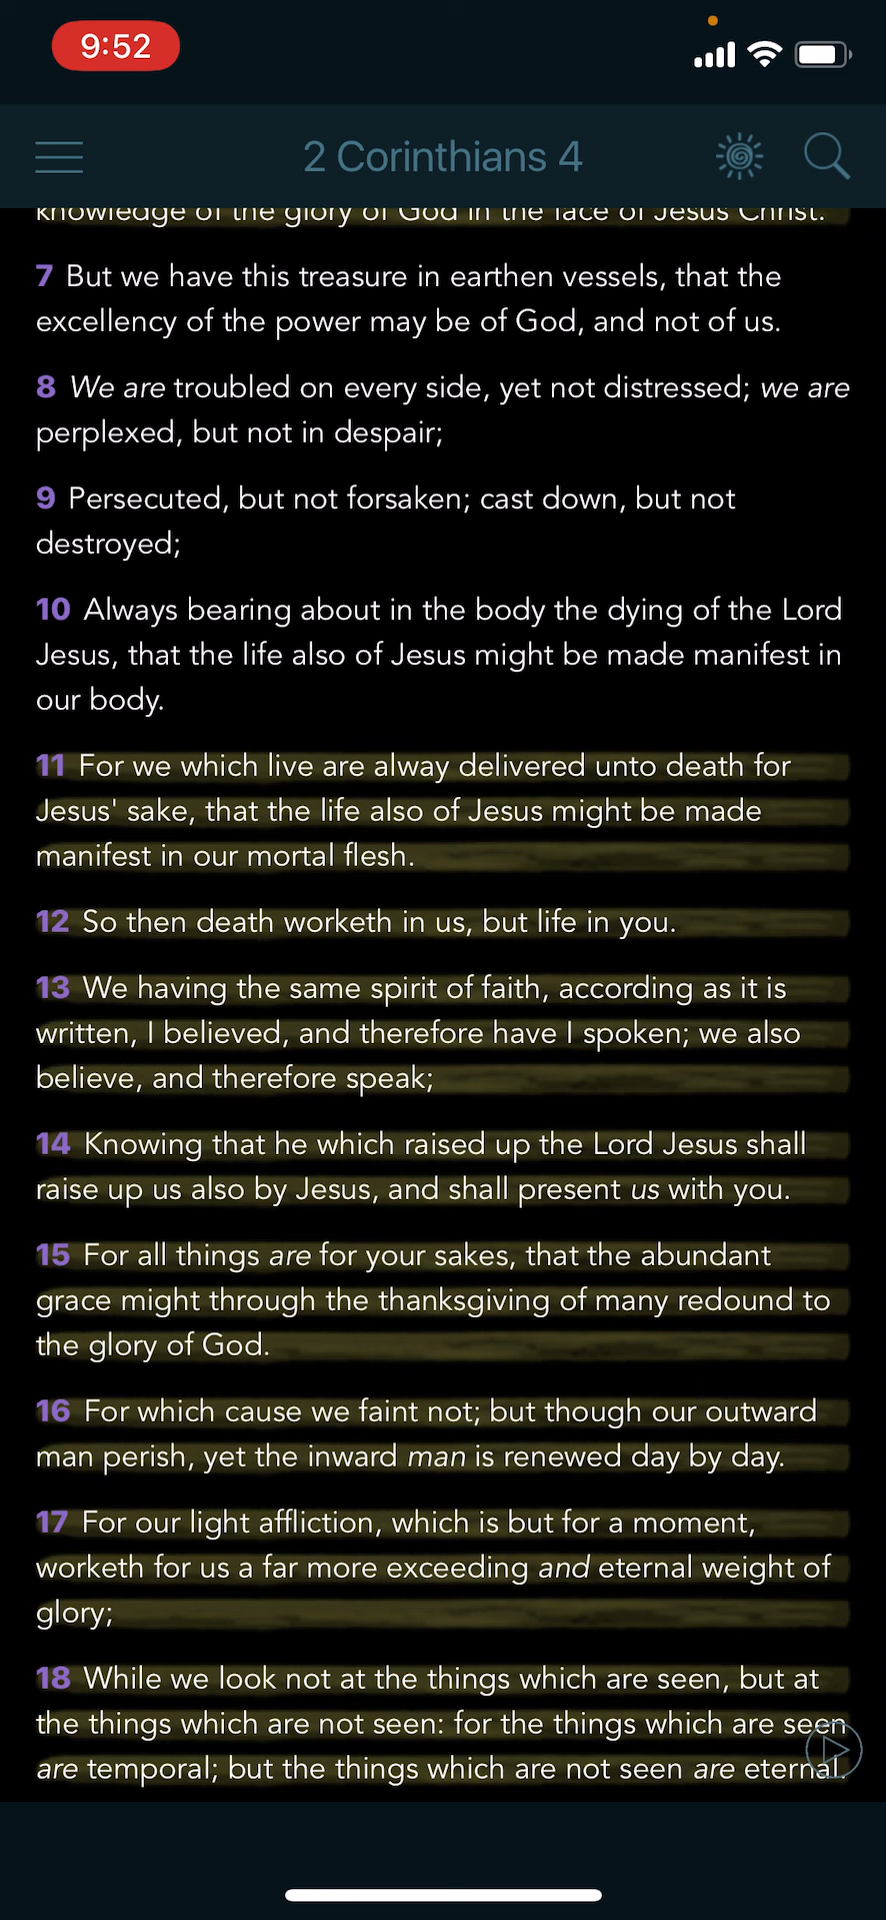 9:52
2 Corinthians 4
knowledge of the glory of God in the face of Jesus Christ.
7 But we have this treasure in earthen vessels, that the
excellency of the power may be of God, and not of us.
8 We are troubled on every side, yet not distressed; we are
perplexed, but not in despair;
9 Persecuted, but not forsaken; cast down, but not
destroyed;
10 Always bearing about in the body the dying of the Lord
Jesus, that the life also of Jesus might be made manifest in
our body.
11 For we which live are alway delivered unto death for
Jesus' sake, that the life also of Jesus might be made
manifest in our mortal flesh.
12 So then death worketh in us, but life in you.
13 We having the same spirit of faith, according as it is
written, I believed, and therefore have I spoken; we also
believe, and therefore speak;
14 Knowing that he which raised up the Lord Jesus shall
raise up us also by Jesus, and shall present us with you.
15 For all things are for your sakes, that the abundant
grace might through the thanksgiving of many redound to
the glory of God.
16 For which cause we faint not; but though our outward
man perish, yet the inward man is renewed day by day.
17 For our light affliction, which is but for a moment,
worketh for us a far more exceeding and eternal weight of
glory;
18 While we look not at the things which are seen, but at
the things which are not seen: for the things which are seen
are temporal; but the things which are not seen are eternal.